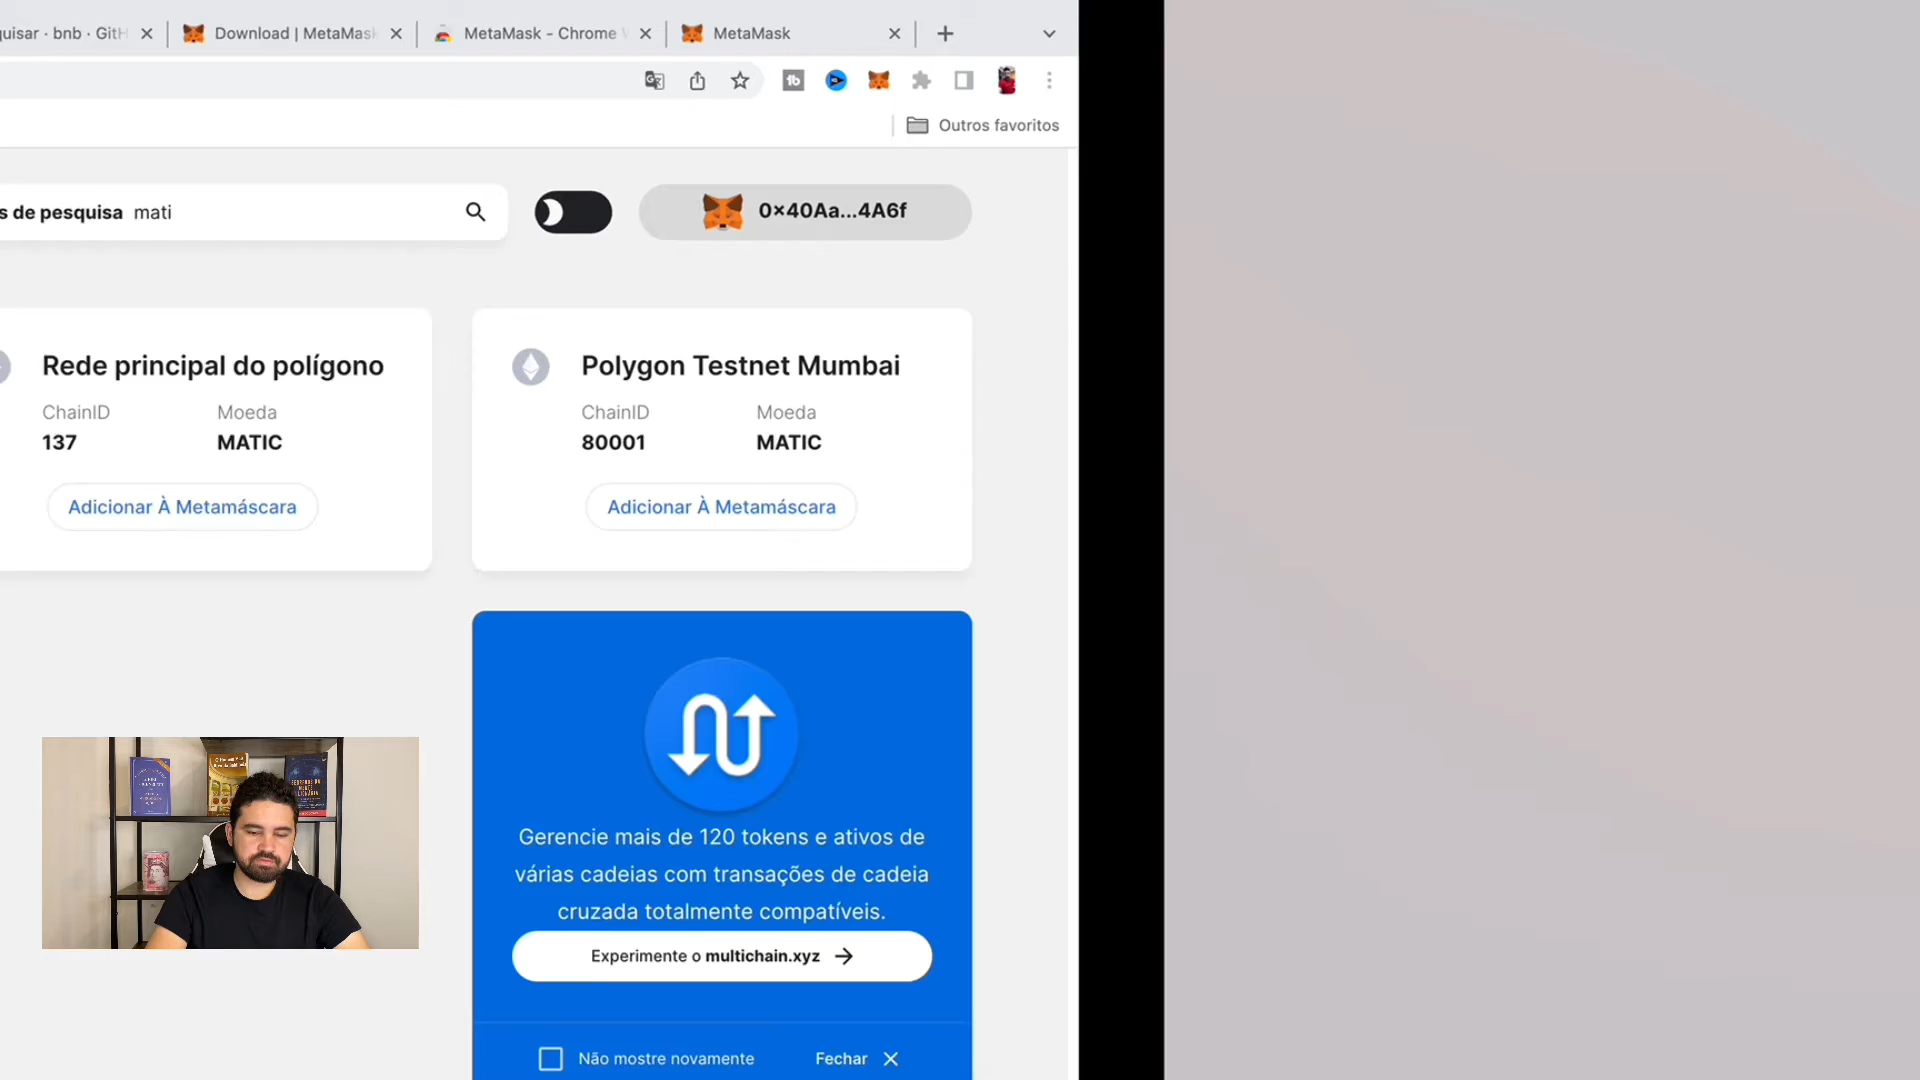 uisar · bnb · GitH
Download | MetaMask
MetaMask - Chrome W
MetaMask
Outros favoritos
s de pesquisa mati
0x40Aa...4A6f
Rede principal do polígono
ChainID Moeda
137 MATIC
Adicionar À Metamáscara
Polygon Testnet Mumbai
ChainID Moeda
80001 MATIC
Adicionar À Metamáscara
Gerencie mais de 120 tokens e ativos de
várias cadeias com transações de cadeia
cruzada totalmente compatíveis.
Experimente o multichain.xyz
Não mostre novamente Fechar